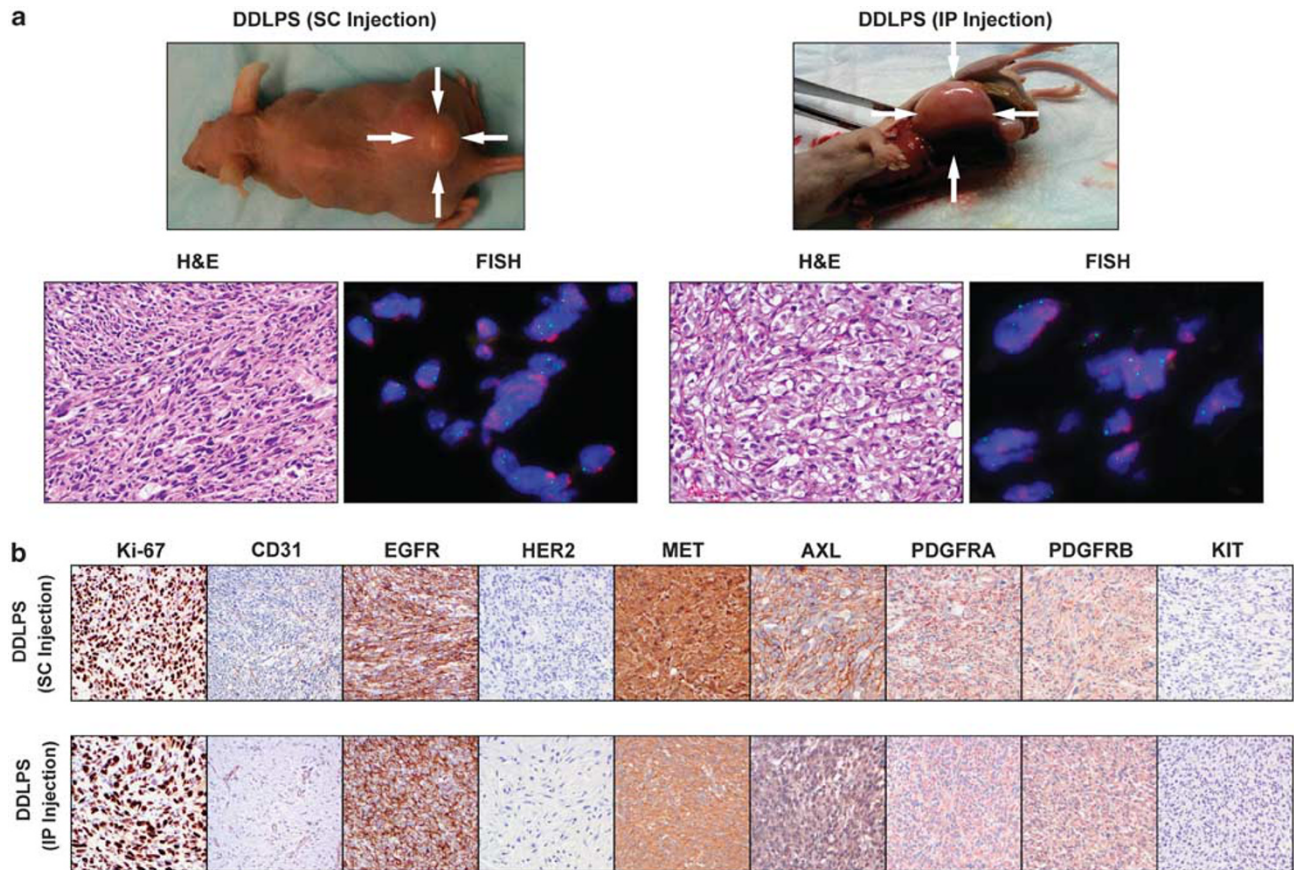 a
DDLPS (SC Injection)
DDLPS (IP Injection)
H&E
FISH
H&E
FISH
b
Ki-67
CD31
EGFR
HER2
MET
AXL
PDGFRA
PDGFRB
KIT
DDLPS
(SC Injection)
DDLPS
(IP Injection)